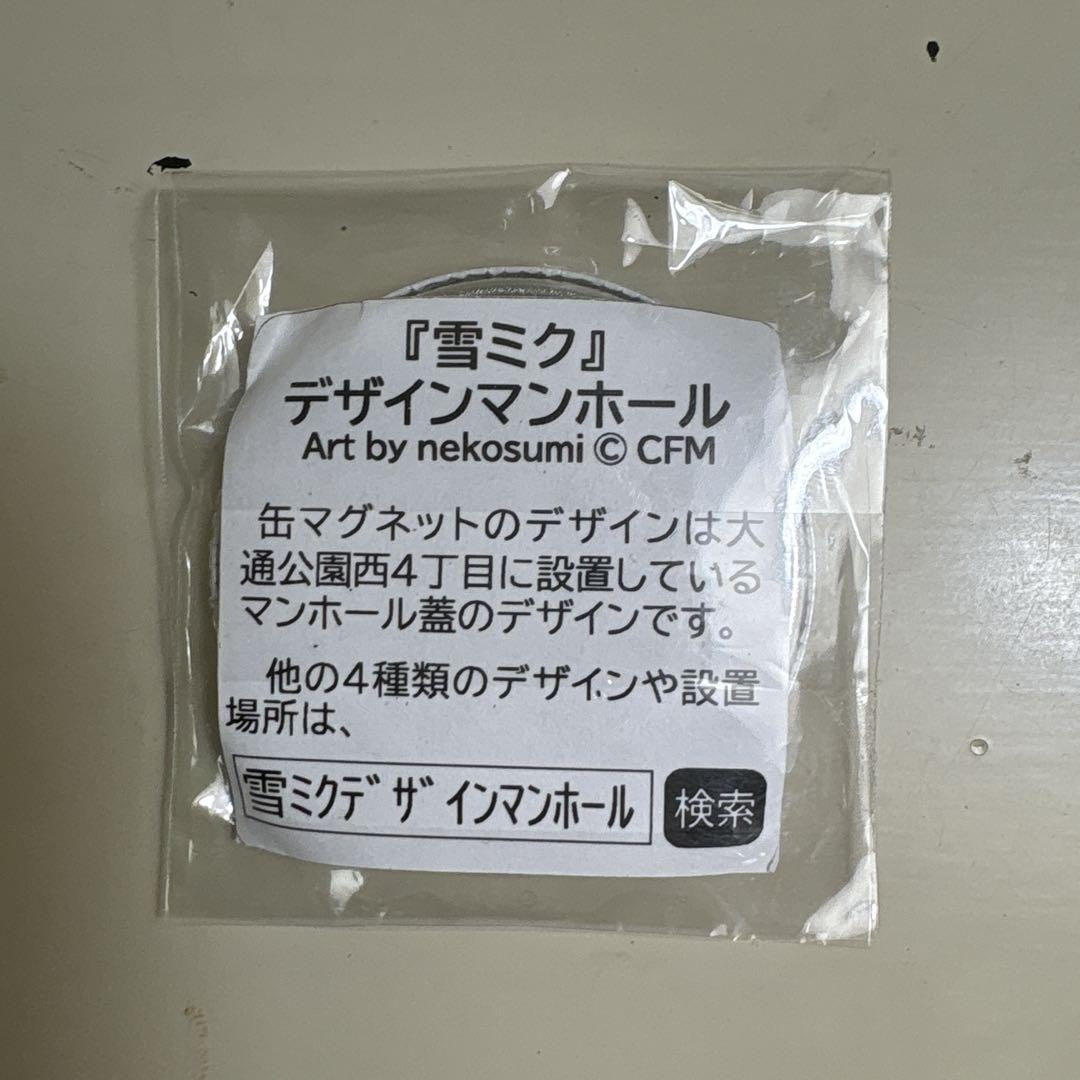 『雪ミク』
デザインマンホール
Art by nekosumi © CFM
缶マグネットのデザインは大
通公園西4丁目に設置している
マンホール蓋のデザインです。
他の4種類のデザインや設置
場所は、
雪ミクデザインマンホール 検索